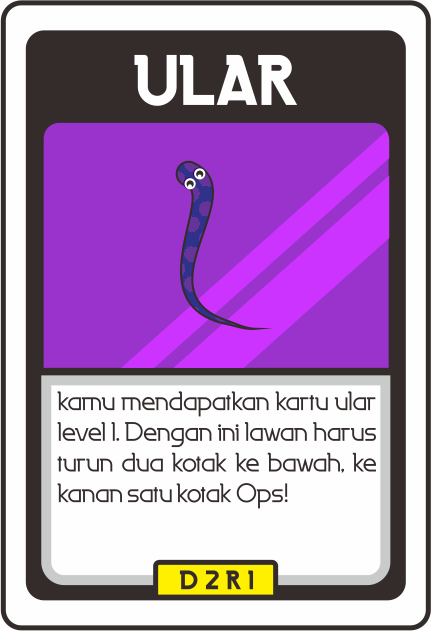 ULAR
kamu mendapatkan kartu ular
level 1. Dengan ini lawan harus
turun dua kotak ke bawah, ke
kanan satu kotak Ops!
D2R1